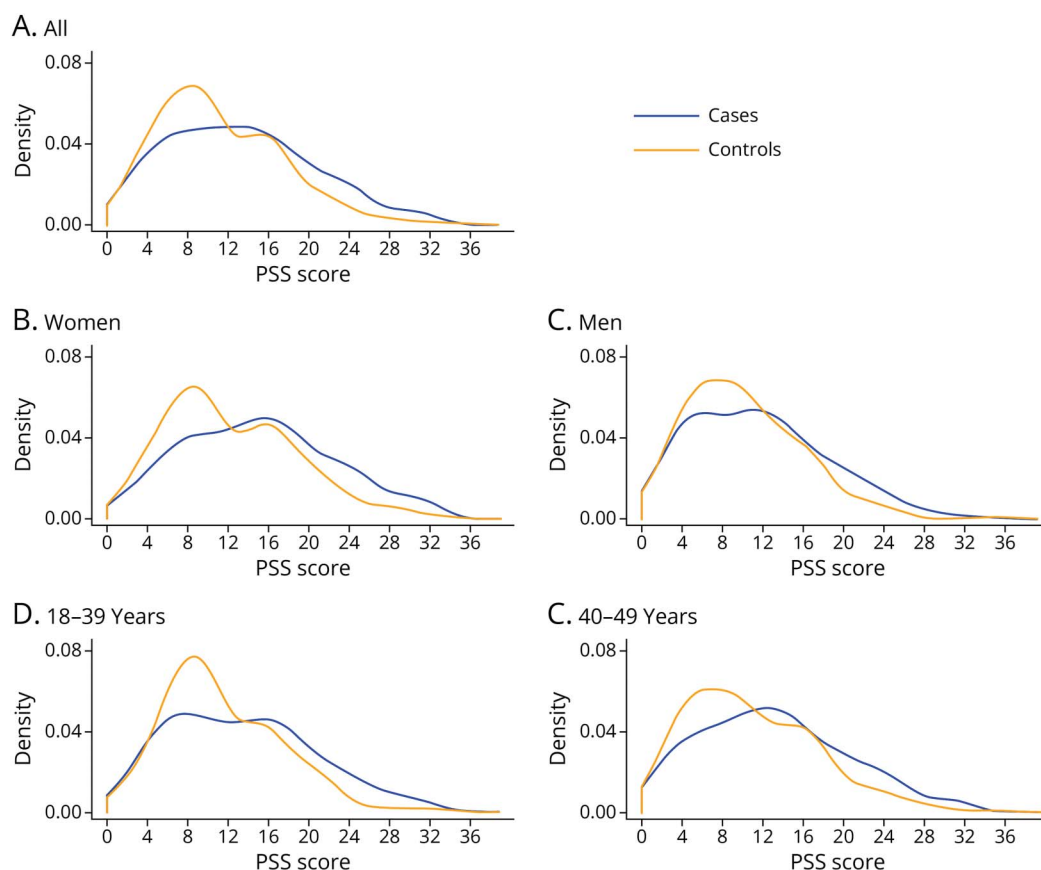 A. All
0.08
0.04
0.00
Density
0 4 8 12 16 20 24 28 32 36
PSS score
Cases
Controls
B. Women
0.08
0.04
0.00
Density
0 4 8 12 16 20 24 28 32 36
PSS score
C. Men
0.08
0.04
0.00
Density
0 4 8 12 16 20 24 28 32 36
PSS score
D. 18–39 Years
0.08
0.04
0.00
Density
0 4 8 12 16 20 24 28 32 36
PSS score
C. 40–49 Years
0.08
0.04
0.00
Density
0 4 8 12 16 20 24 28 32 36
PSS score